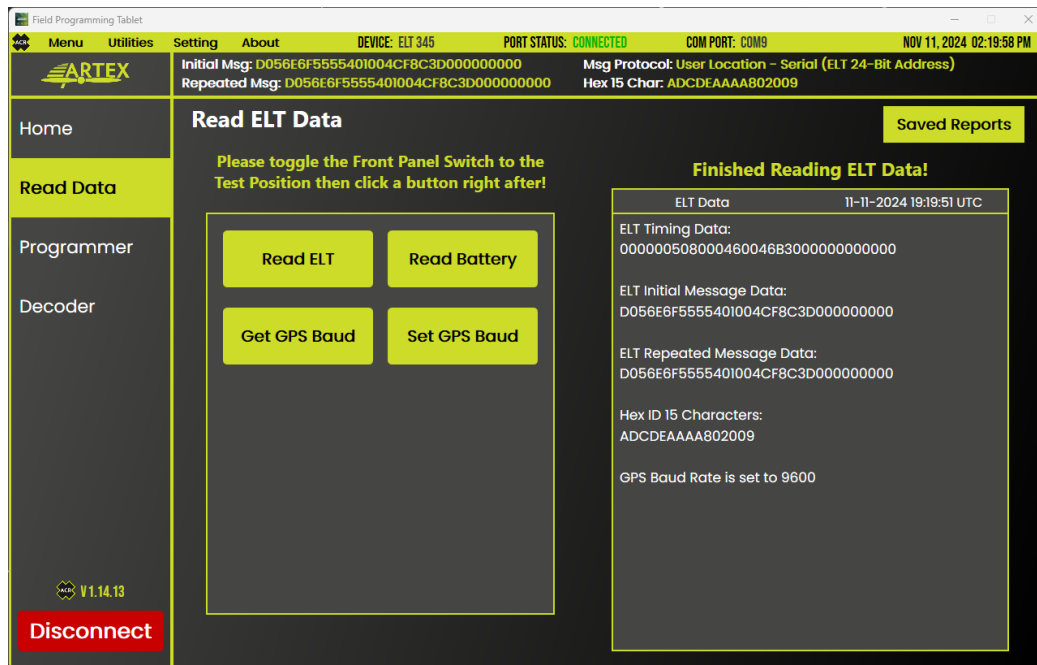 Field Programming Tablet
ACR Menu Utilities Setting About DEVICE: ELT 345 PORT STATUS: CONNECTED COM PORT: COM9 NOV 11, 2024 02:19:58 PM
ARTEX
Initial Msg: D056E6F5555401004CF8C3D000000000 Msg Protocol: User Location - Serial (ELT 24-Bit Address)
Repeated Msg: D056E6F5555401004CF8C3D000000000 Hex 15 Char: ADCDEAAAA802009
Home
Read Data
Programmer
Decoder
ACR V 1.14.13
Disconnect
Read ELT Data
Saved Reports
Please toggle the Front Panel Switch to the
Test Position then click a button right after!
Read ELT Read Battery
Get GPS Baud Set GPS Baud
Finished Reading ELT Data!
ELT Data 11-11-2024 19:19:51 UTC
ELT Timing Data:
000000508000460046B3000000000000
ELT Initial Message Data:
D056E6F5555401004CF8C3D000000000
ELT Repeated Message Data:
D056E6F5555401004CF8C3D000000000
Hex ID 15 Characters:
ADCDEAAAA802009
GPS Baud Rate is set to 9600